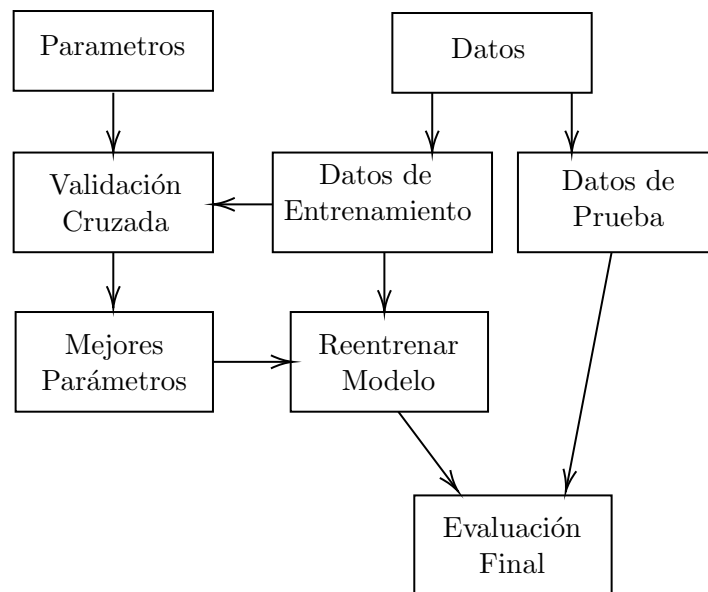 Parametros
Datos
Validación
Cruzada
Datos de
Entrenamiento
Datos de
Prueba
Mejores
Parámetros
Reentrenar
Modelo
Evaluación
Final